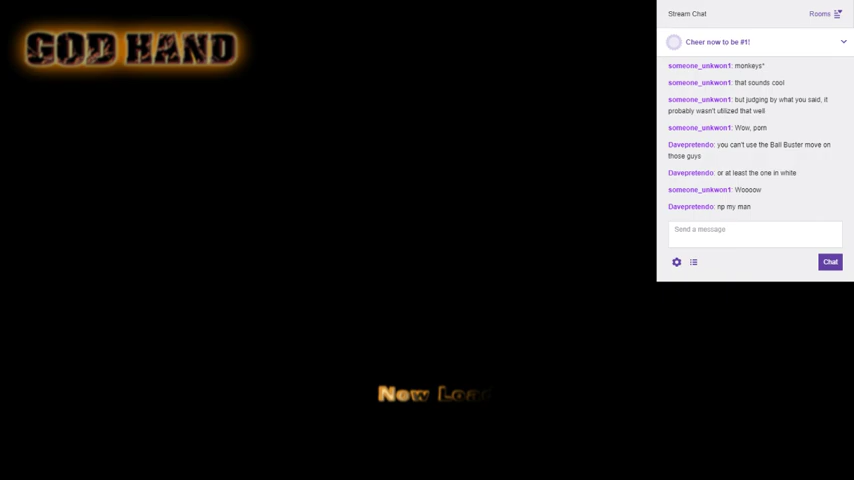 GOD HAND
Stream Chat
Rooms
Cheer now to be #1!
someone_unkwon1: monkeys*
someone_unkwon1: that sounds cool
someone_unkwon1: but judging by what you said, it
probably wasn't utilized that well
someone_unkwon1: Wow, porn
Davepretendo: you can't use the Ball Buster move on
those guys
Davepretendo: or at least the one in white
someone_unkwon1: Woooow
Davepretendo: np my man
Send a message
Chat
Now Loa